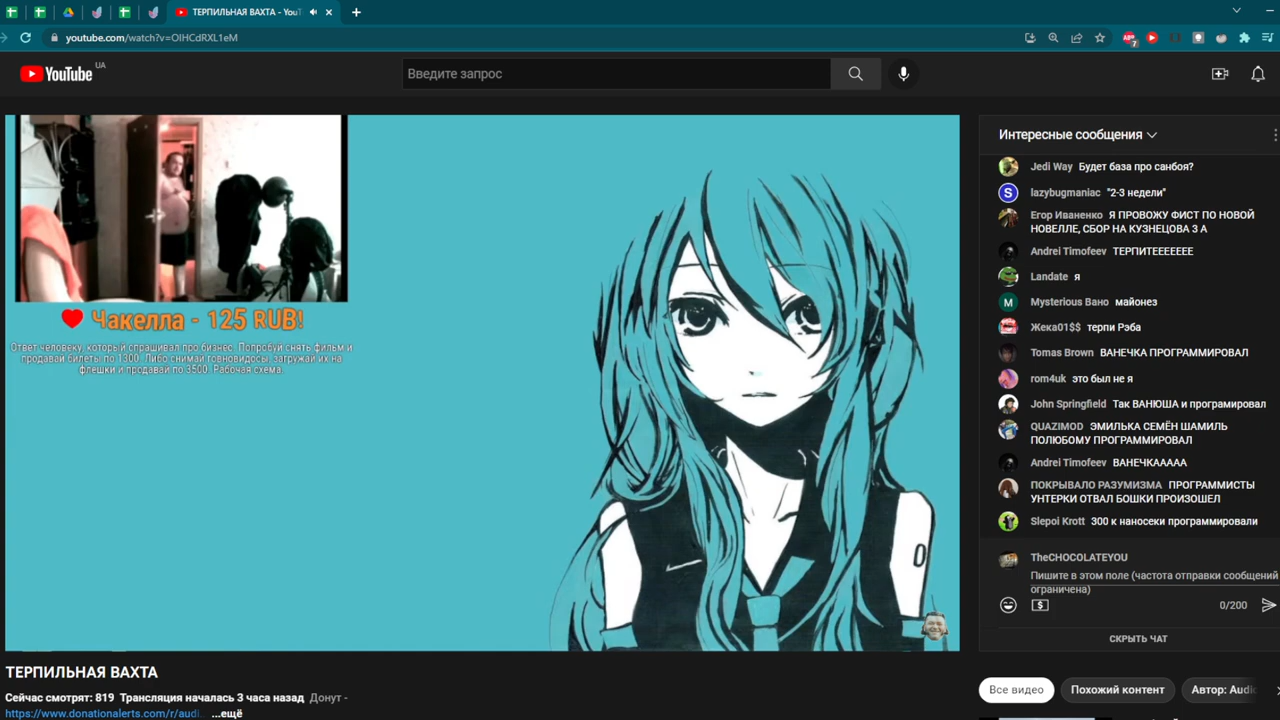 ТЕРПИЛЬНАЯ ВАХТА - YouT
youtube.com/watch?v=OIHCdRXL1eM
ABP
7
YouTube
UA
Введите запрос
Чакелла - 125 RUB!
Ответ человеку, который спрашивал про бизнес. Попробуй снять фильм и
продавай билеты по 1300. Либо снимай говновидосы, загружай их на
флешки и продавай по 3500. Рабочая схема.
Интересные сообщения
Jedi Way Будет база про санбоя?
S lazybugmaniac "2-3 недели"
Егор Иваненко Я ПРОВОЖУ ФИСТ ПО НОВОЙ
НОВЕЛЛЕ, СБОР НА КУЗНЕЦОВА 3 А
Andrei Timofeev ТЕРПИТЕЕЕЕЕЕ
Landate я
M Mysterious Вано майонез
Жека01$$ терпи Рэба
Tomas Brown ВАНЕЧКА ПРОГРАММИРОВАЛ
rom4uk это был не я
John Springfield Так ВАНЮША и програмировал
QUAZIMOD ЭМИЛЬКА СЕМЁН ШАМИЛЬ
ПОЛЮБОМУ ПРОГРАММИРОВАЛ
Andrei Timofeev ВАНЕЧКААААА
ПОКРЫВАЛО РАЗУМИЗМА ПРОГРАММИСТЫ
УНТЕРКИ ОТВАЛ БОШКИ ПРОИЗОШЕЛ
Slepoi Krott 300 к наносеки программировали
TheCHOCOLATEYOU
Пишите в этом поле (частота отправки сообщений
ограничена)
0/200
СКРЫТЬ ЧАТ
ТЕРПИЛЬНАЯ ВАХТА
Сейчас смотрят: 819 Трансляция началась 3 часа назад Донут -
https://www.donationalerts.com/r/audi... ...ещё
Все видео
Похожий контент
Автор: Audi